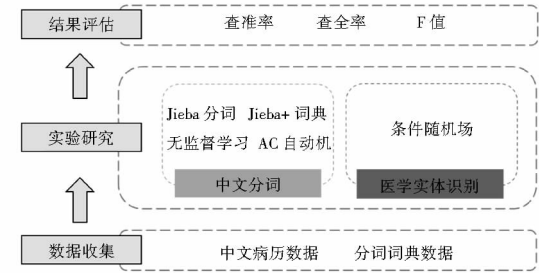 结果评估
查准率 查全率 F 值
实验研究
Jieba 分词 Jieba+ 词典
无监督学习 AC 自动机
中文分词
条件随机场
医学实体识别
数据收集
中文病历数据 分词词典数据